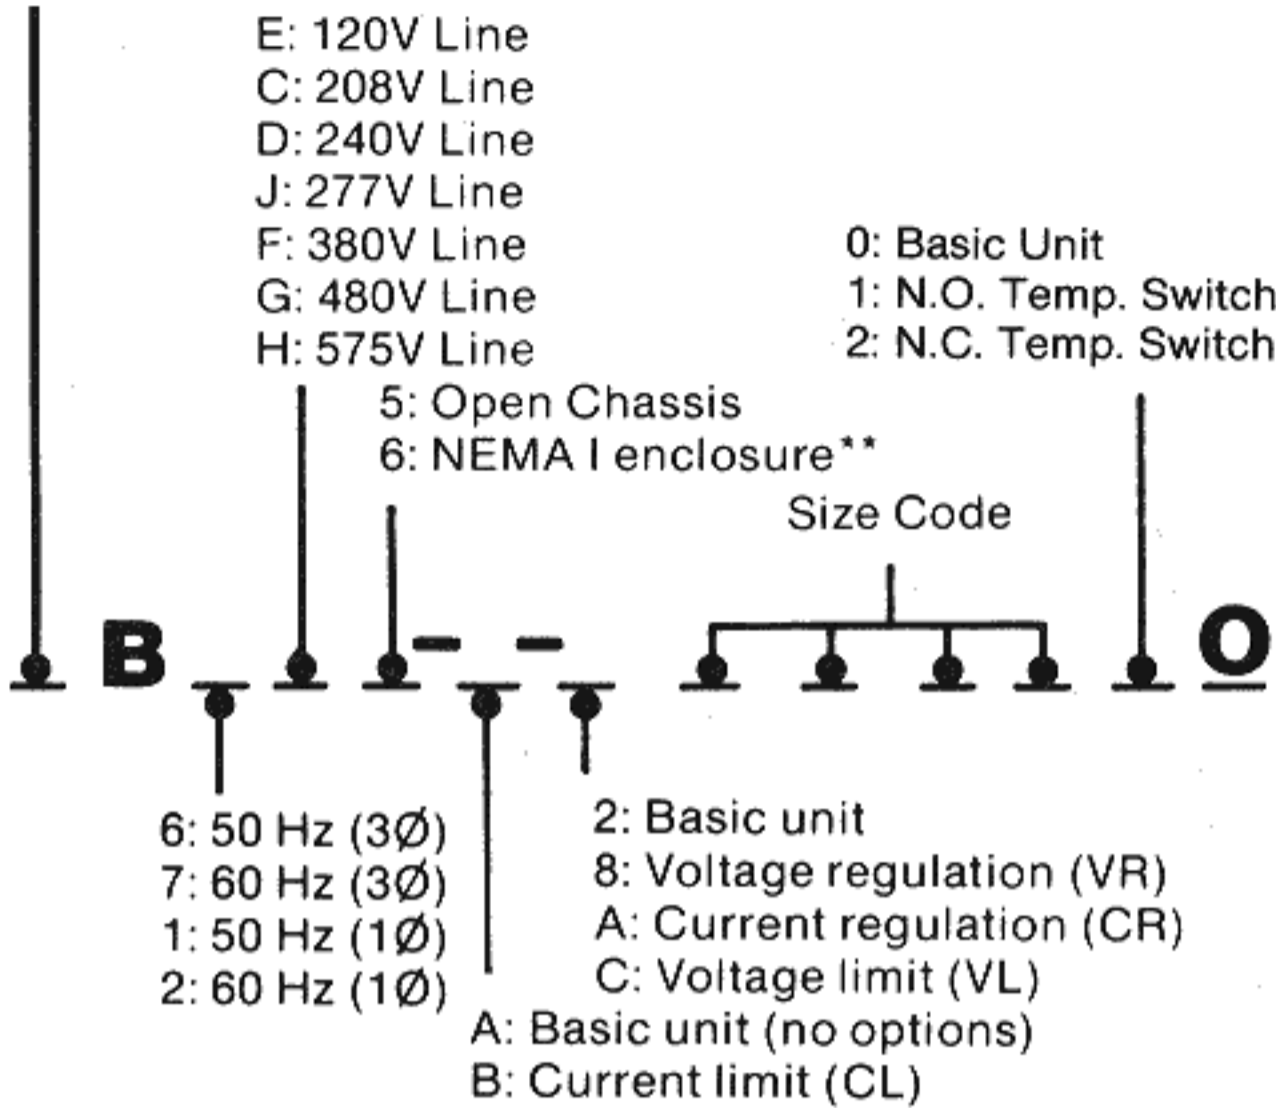 E: 120V Line
C: 208V Line
D: 240V Line
J: 277V Line
F: 380V Line
G: 480V Line
H: 575V Line
0: Basic Unit
1: N.O. Temp. Switch
2: N.C. Temp. Switch
5: Open Chassis
6: NEMA I enclosure**
Size Code
B - - O
6: 50 Hz (3Ø)
7: 60 Hz (3Ø)
1: 50 Hz (1Ø)
2: 60 Hz (1Ø)
2: Basic unit
8: Voltage regulation (VR)
A: Current regulation (CR)
C: Voltage limit (VL)
A: Basic unit (no options)
B: Current limit (CL)